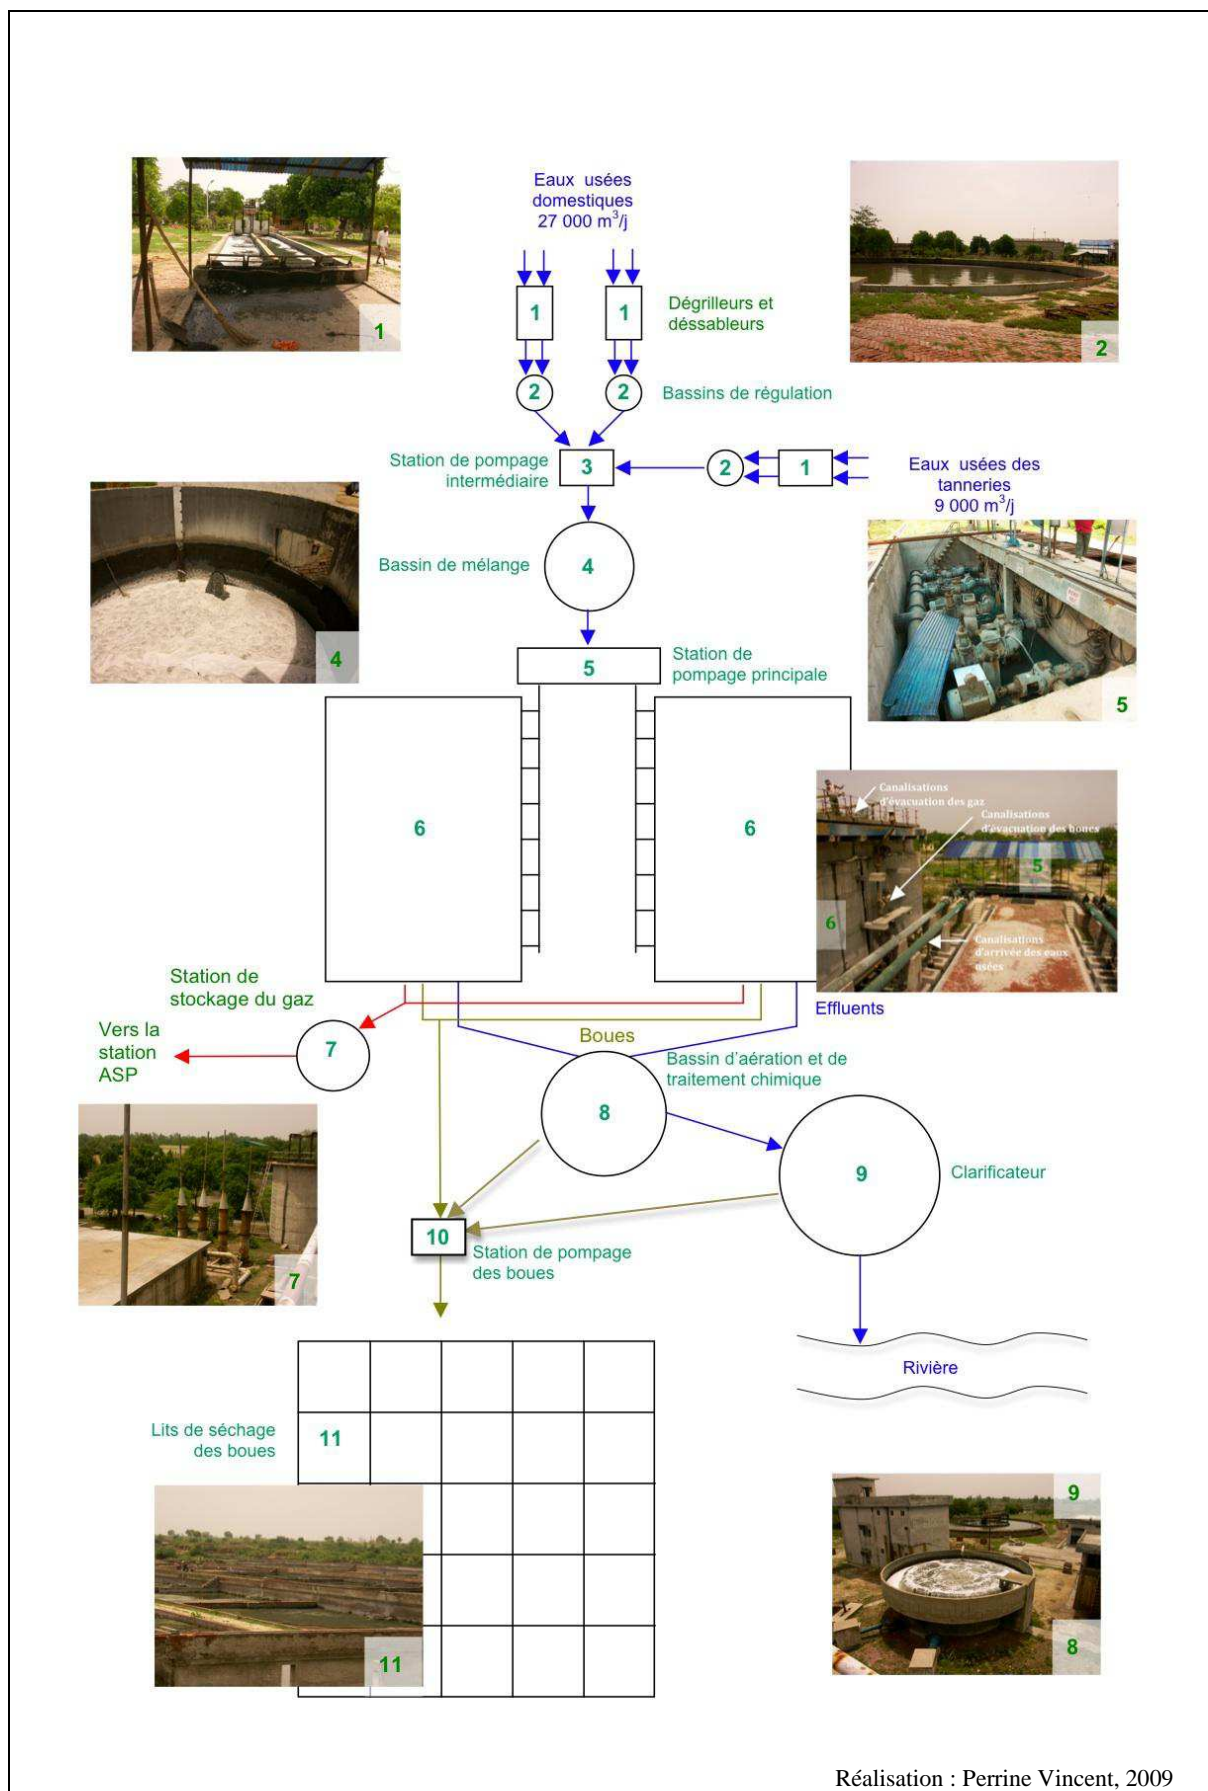 Eaux usées
domestiques
27 000 m³/j
1
2
1
1
Dégrilleurs et
déssableurs
2
2
Bassins de régulation
Station de pompage
intermédiaire
3
2
1
Eaux usées des
tanneries
9 000 m³/j
Bassin de mélange
4
4
5
Station de
pompage principale
5
6
6
Canalisations
d'évacuation des gaz
Canalisations
d'évacuation des boues
5
6
Canalisations
d'arrivée des eaux
usées
Station de
stockage du gaz
Effluents
Vers la
station
ASP
7
Boues
Bassin d'aération et de
traitement chimique
8
9
Clarificateur
7
10
Station de pompage
des boues
Rivière
Lits de séchage
des boues
11
11
9
8
Réalisation : Perrine Vincent, 2009